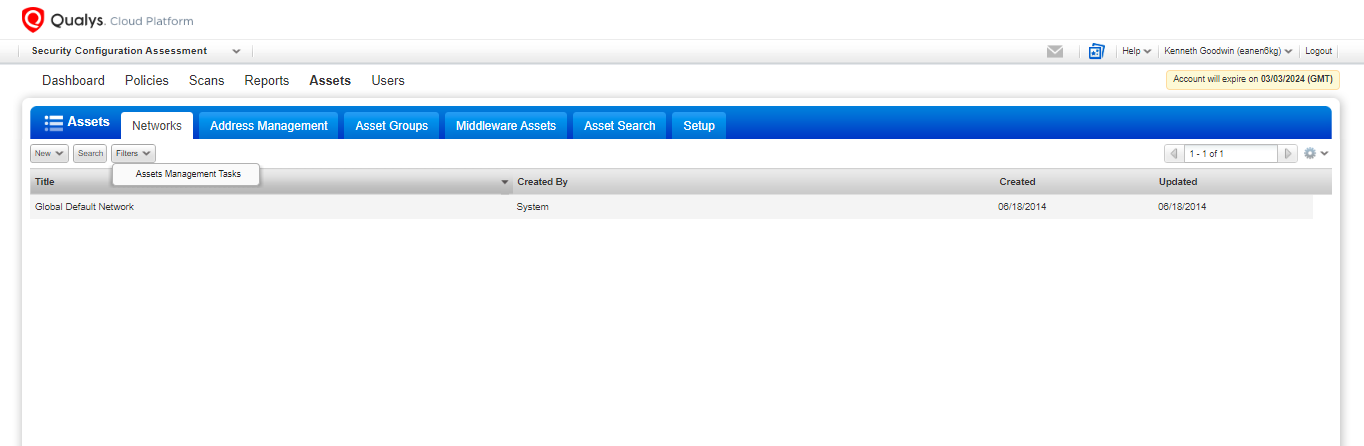 Qualys. Cloud Platform
Security Configuration Assessment Help Kenneth Goodwin (eanen6kg) Logout
Dashboard Policies Scans Reports Assets Users Account will expire on 03/03/2024 (GMT)
Assets Networks Address Management Asset Groups Middleware Assets Asset Search Setup
New Search Filters 1 - 1 of 1
Assets Management Tasks
Title Created By Created Updated
Global Default Network System 06/18/2014 06/18/2014